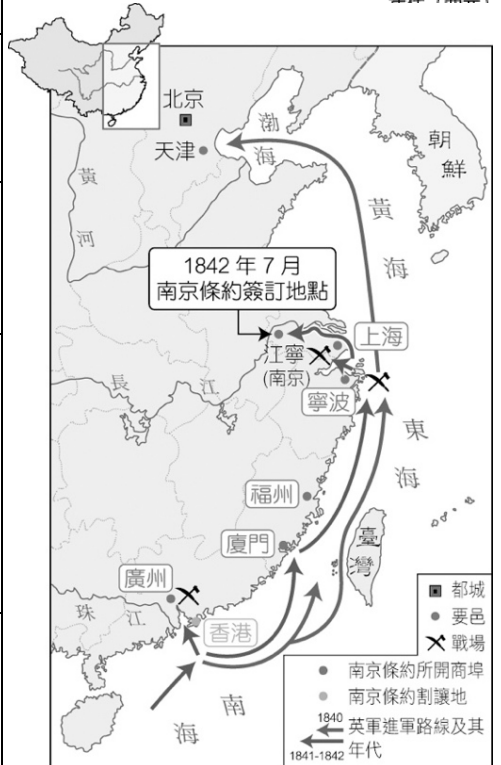 北京
天津
渤海
朝鮮
黃河
黃海
1842 年 7 月
南京條約簽訂地點
上海
江寧
(南京)
長江
寧波
東海
福州
廈門
臺灣
廣州
珠江
香港
南海
都城
要邑
戰場
南京條約所開商埠
南京條約割讓地
1840 英軍進軍路線及其
1841-1842 年代